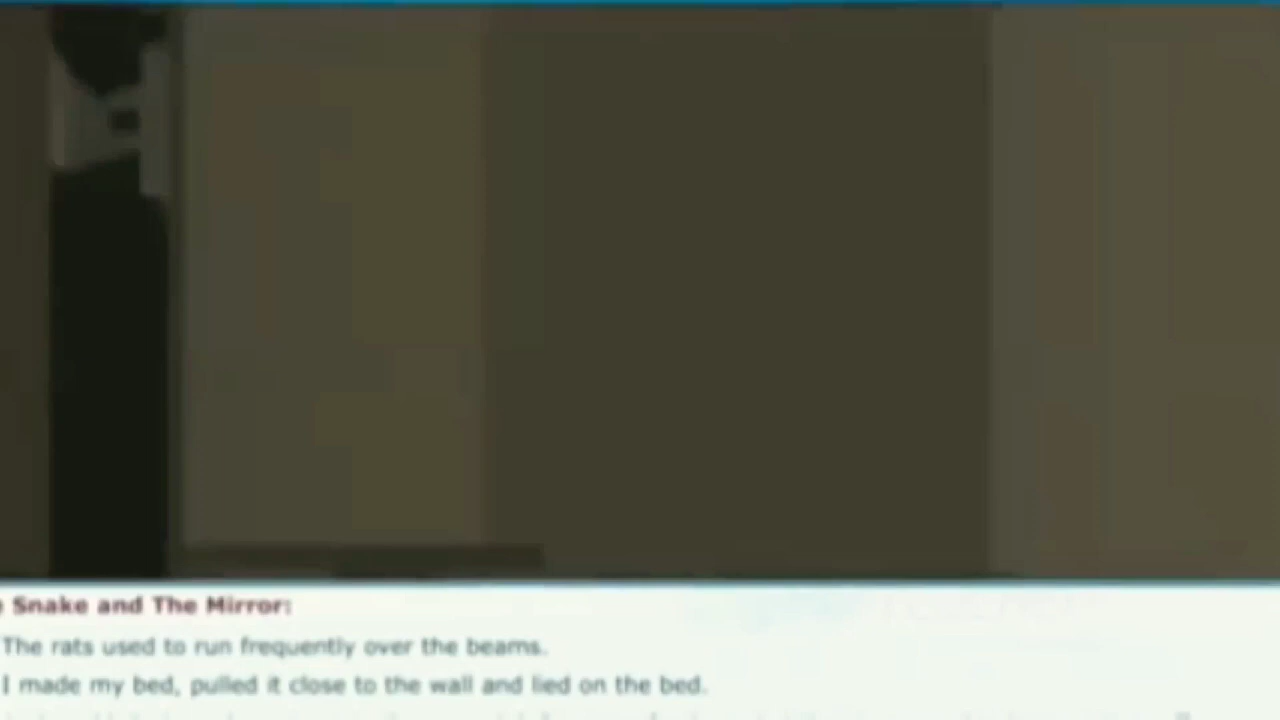 Snake and The Mirror:
The rats used to run frequently over the beams.
I made my bed, pulled it close to the wall and lied on the bed.